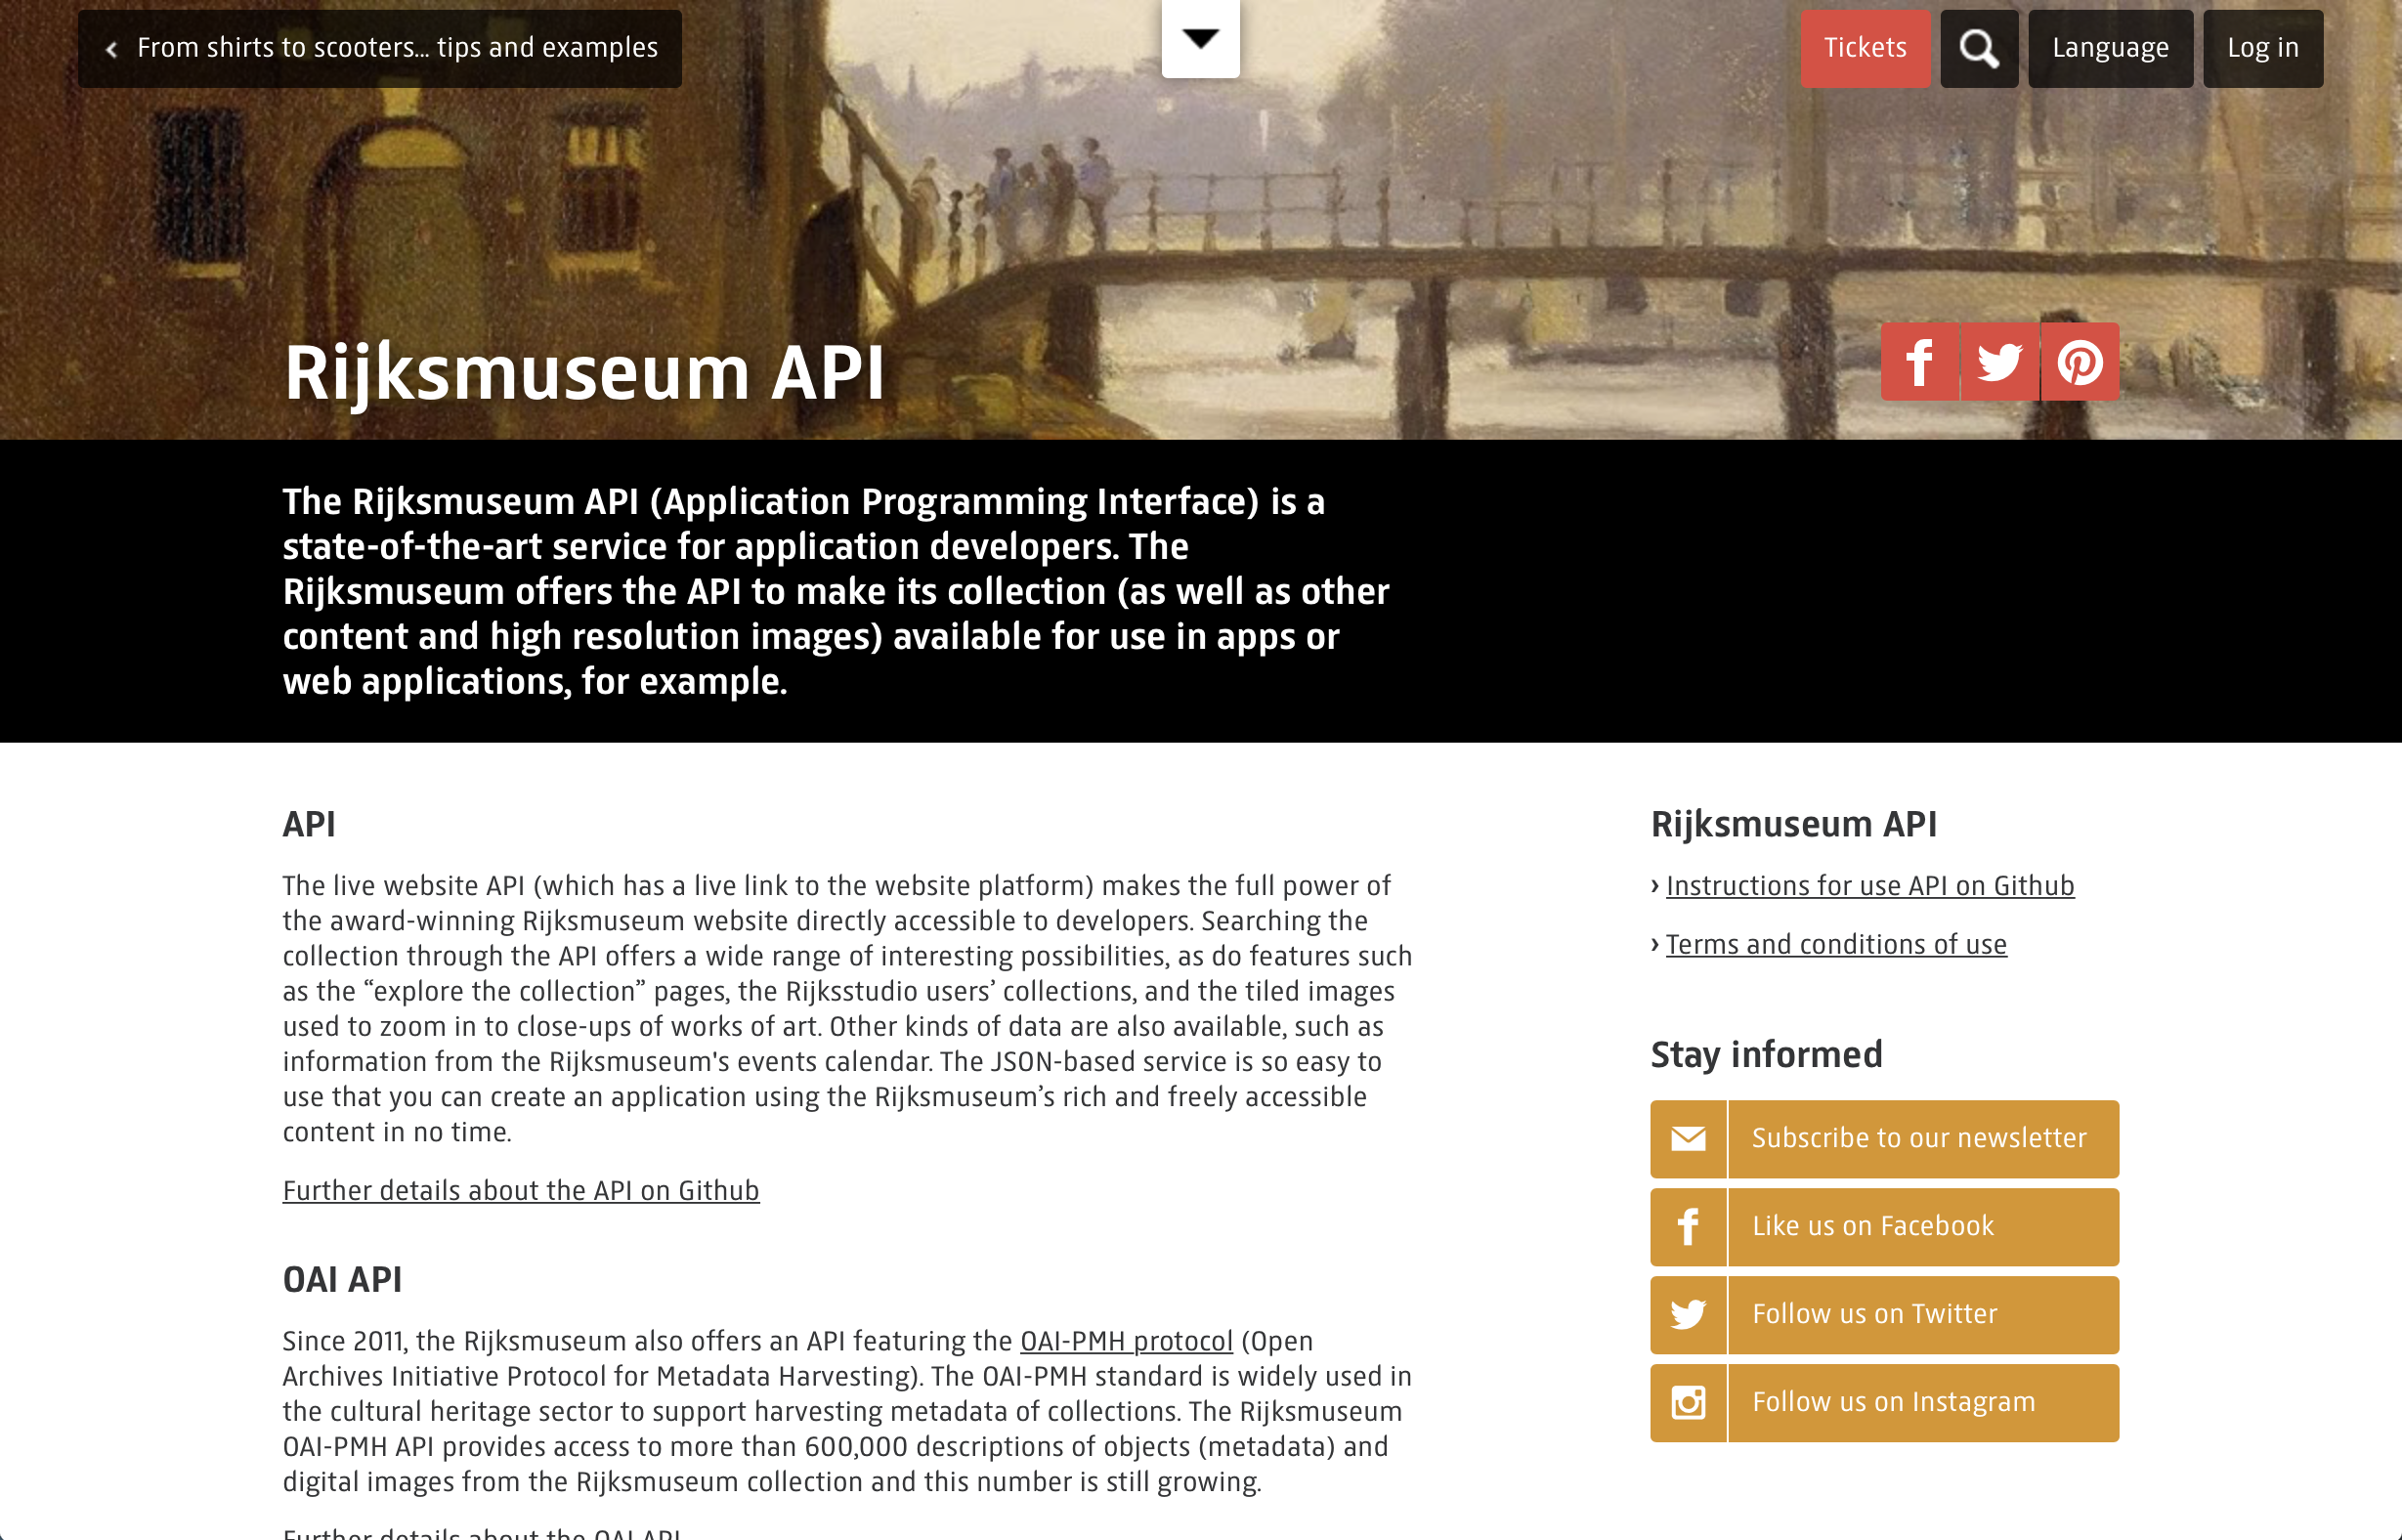 From shirts to scooters... tips and examples
Tickets
Language
Log in
Rijksmuseum API
The Rijksmuseum API (Application Programming Interface) is a
state-of-the-art service for application developers. The
Rijksmuseum offers the API to make its collection (as well as other
content and high resolution images) available for use in apps or
web applications, for example.
API
The live website API (which has a live link to the website platform) makes the full power of
the award-winning Rijksmuseum website directly accessible to developers. Searching the
collection through the API offers a wide range of interesting possibilities, as do features such
as the “explore the collection” pages, the Rijksstudio users’ collections, and the tiled images
used to zoom in to close-ups of works of art. Other kinds of data are also available, such as
information from the Rijksmuseum's events calendar. The JSON-based service is so easy to
use that you can create an application using the Rijksmuseum’s rich and freely accessible
content in no time.
Further details about the API on Github
OAI API
Since 2011, the Rijksmuseum also offers an API featuring the OAI-PMH protocol (Open
Archives Initiative Protocol for Metadata Harvesting). The OAI-PMH standard is widely used in
the cultural heritage sector to support harvesting metadata of collections. The Rijksmuseum
OAI-PMH API provides access to more than 600,000 descriptions of objects (metadata) and
digital images from the Rijksmuseum collection and this number is still growing.
Further details about the OAI API
Rijksmuseum API
› Instructions for use API on Github
› Terms and conditions of use
Stay informed
Subscribe to our newsletter
Like us on Facebook
Follow us on Twitter
Follow us on Instagram